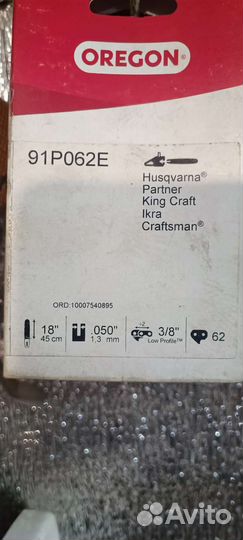 OREGON®
91P062E
Husqvarna®
Partner
King Craft
Ikra
Craftsman®
ORD:10007540895
18"
45 cm
.050"
1.3 mm
÷2
3/8"
Low Profile™
62
Avito